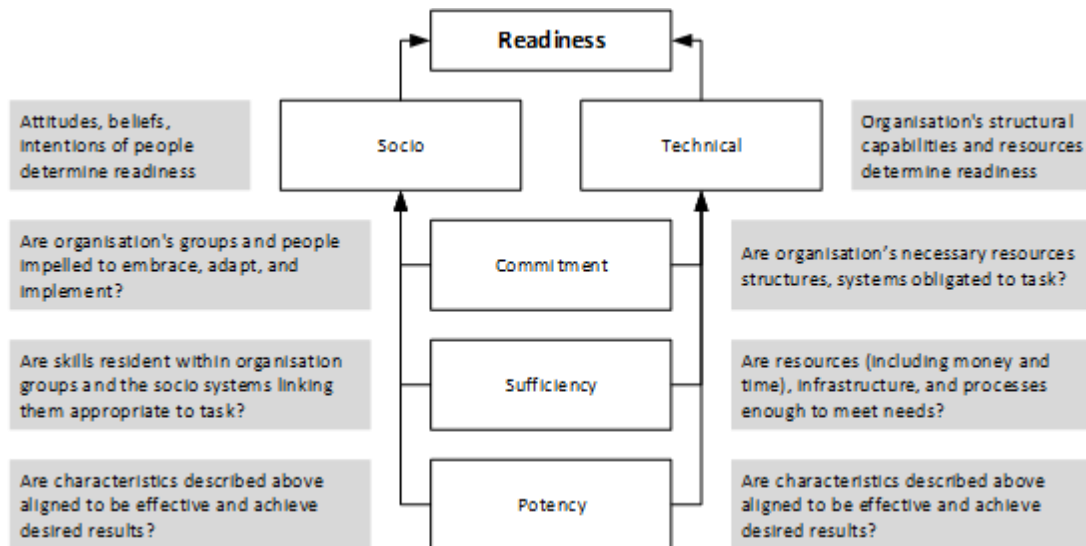 Readiness
Attitudes, beliefs,
intentions of people
determine readiness
Socio
Technical
Organisation's structural
capabilities and resources
determine readiness
Are organisation's groups and people
impelled to embrace, adapt, and
implement?
Commitment
Are organisation’s necessary resources
structures, systems obligated to task?
Are skills resident within organisation
groups and the socio systems linking
them appropriate to task?
Sufficiency
Are resources (including money and
time), infrastructure, and processes
enough to meet needs?
Are characteristics described above
aligned to be effective and achieve
desired results?
Potency
Are characteristics described above
aligned to be effective and achieve
desired results?